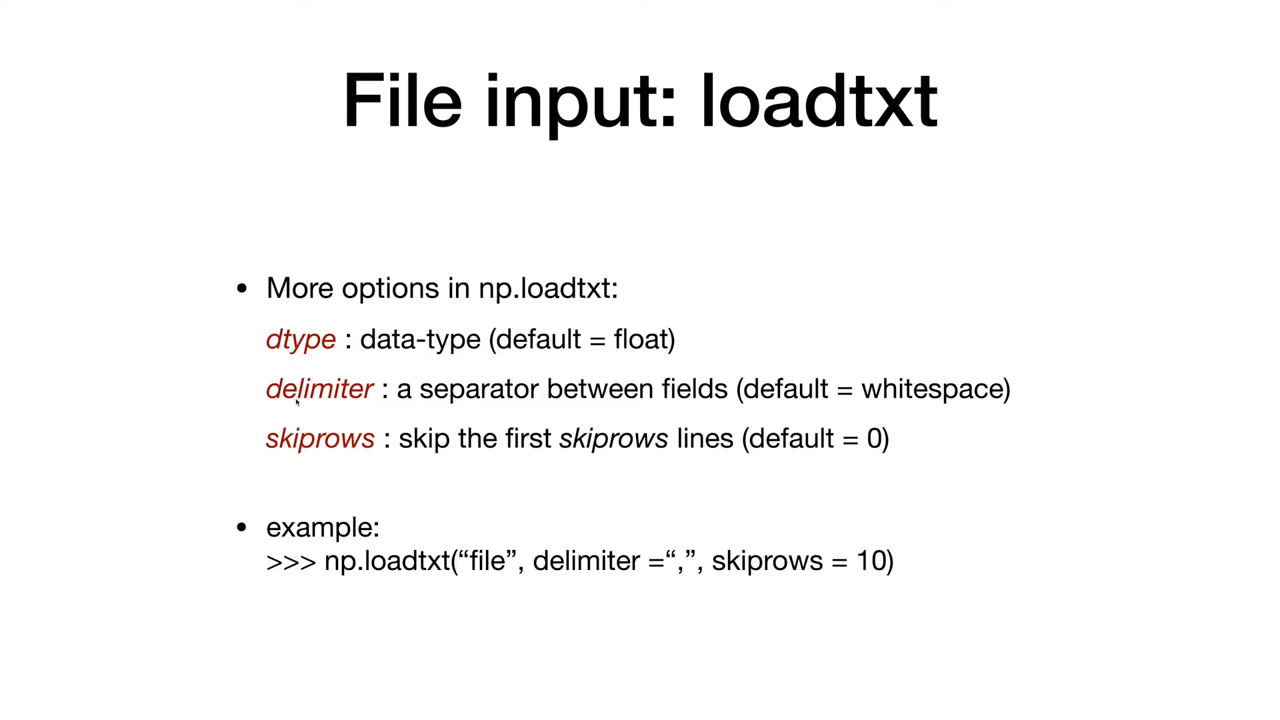 File input: loadtxt
• More options in np.loadtxt:
dtype : data-type (default = float)
delimiter : a separator between fields (default = whitespace)
skiprows : skip the first skiprows lines (default = 0)
• example:
>>> np.loadtxt(“file”, delimiter =“,”, skiprows = 10)